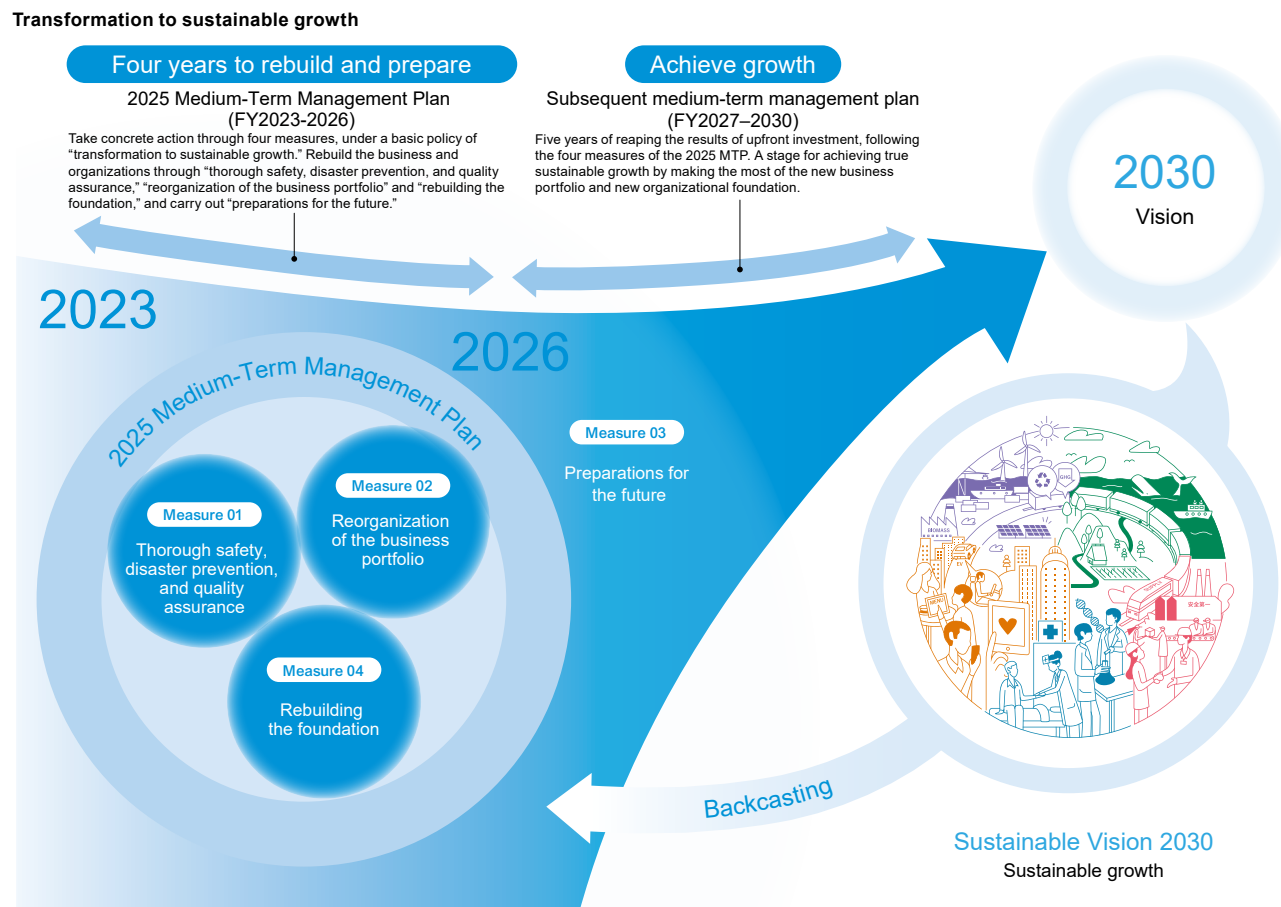 Transformation to sustainable growth
Four years to rebuild and prepare
2025 Medium-Term Management Plan
(FY2023-2026)
Take concrete action through four measures, under a basic policy of
“transformation to sustainable growth.” Rebuild the business and
organizations through “thorough safety, disaster prevention, and quality
assurance,” “reorganization of the business portfolio” and “rebuilding the
foundation,” and carry out “preparations for the future.”
Achieve growth
Subsequent medium-term management plan
(FY2027–2030)
Five years of reaping the results of upfront investment, following
the four measures of the 2025 MTP. A stage for achieving true
sustainable growth by making the most of the new business
portfolio and new organizational foundation.
2030
Vision
2023
2026
2025 Medium-Term Management Plan
Measure 01
Thorough safety,
disaster prevention,
and quality
assurance
Measure 02
Reorganization
of the business
portfolio
Measure 03
Preparations for
the future
Measure 04
Rebuilding
the foundation
GHG
BIOMASS
EV
安全第一
Backcasting
Sustainable Vision 2030
Sustainable growth